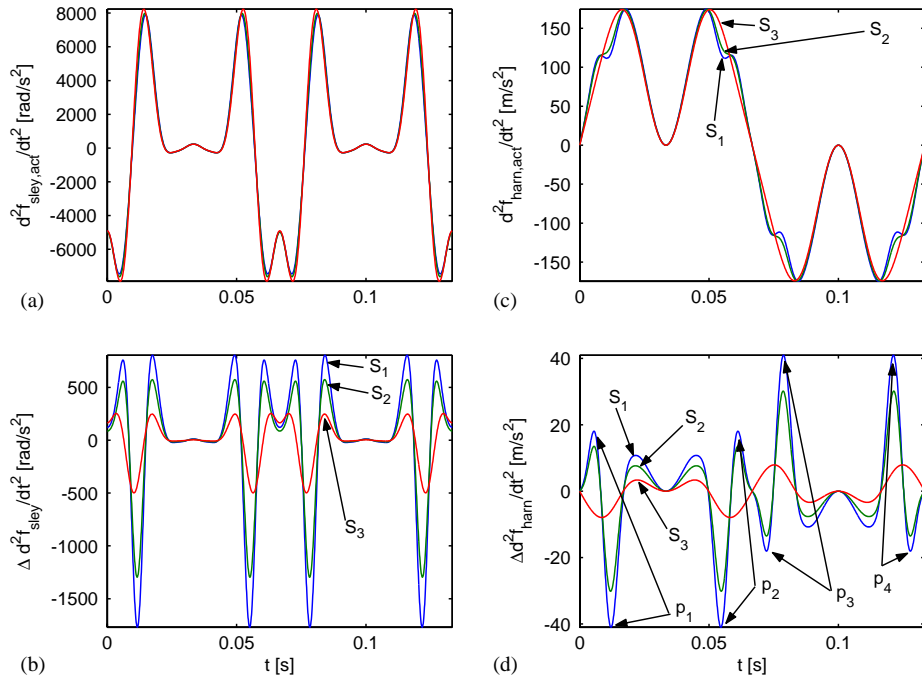 8000
6000
4000
2000
0
-2000
-4000
-6000
d²f_sley,act/dt² [rad/s²]
0
0.05
0.1
(a)
150
100
50
0
-50
-100
-150
d²f_harn,act/dt² [m/s²]
S₃
S₂
S₁
0
0.05
0.1
(c)
500
0
-500
-1000
-1500
Δ d²f_sley/dt² [rad/s²]
S₁
S₂
S₃
0
0.05
0.1
t [s]
(b)
40
20
0
-20
-40
Δd²f_harn/dt² [m/s²]
S₁
S₂
S₃
p₁
p₂
p₃
p₄
0
0.05
0.1
t [s]
(d)